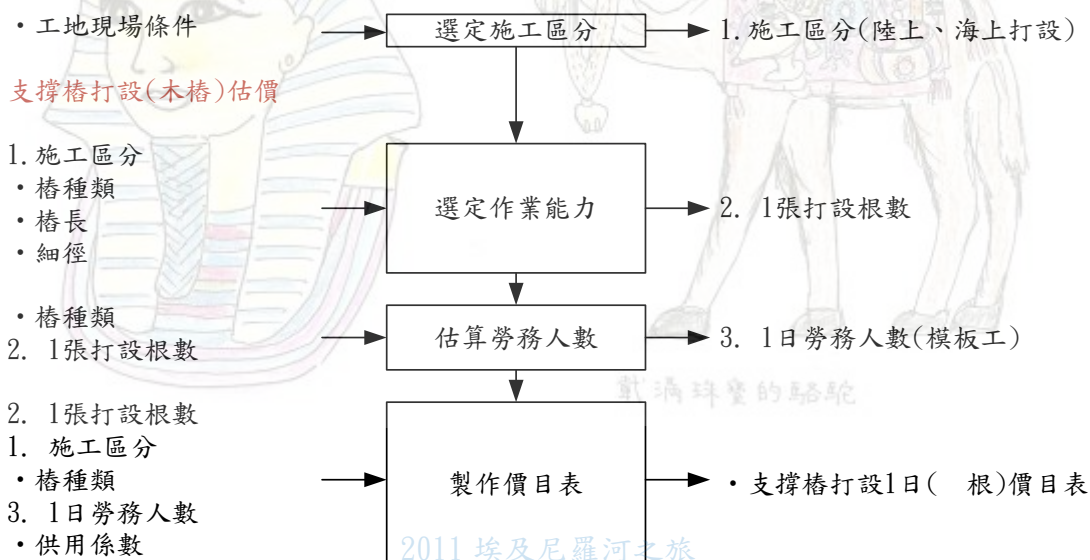 ・工地現場條件
選定施工區分
1.施工區分(陸上、海上打設)
支撐樁打設(木樁)估價
1.施工區分
・樁種類
・樁長
・細徑
選定作業能力
2. 1張打設根數
・樁種類
2. 1張打設根數
估算勞務人數
3. 1日勞務人數(模板工)
戴滿珠寶的駱駝
2. 1張打設根數
1. 施工區分
・樁種類
3. 1日勞務人數
・供用係數
製作價目表
・支撐樁打設1日( 根)價目表
2011 埃及尼羅河之旅